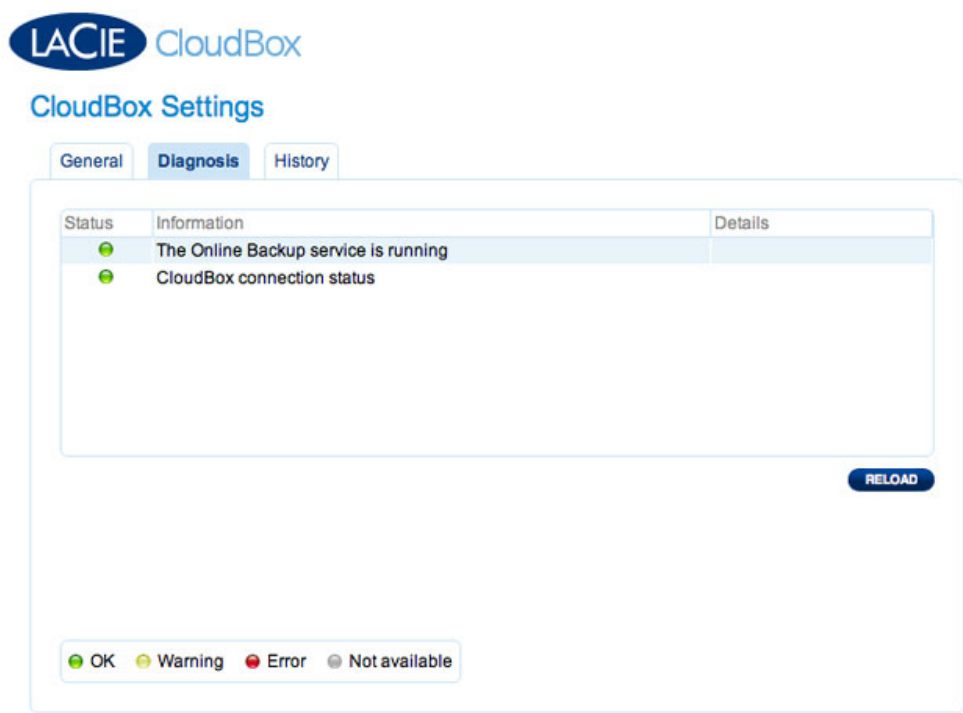 LACIE CloudBox
CloudBox Settings
General Diagnosis History
Status Information Details
The Online Backup service is running
CloudBox connection status
RELOAD
OK Warning Error Not available